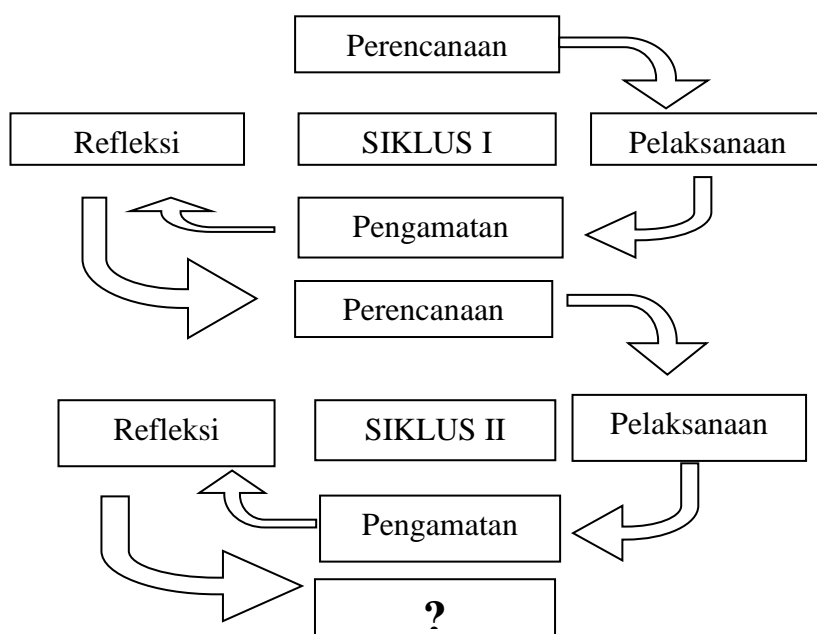 Perencanaan
Refleksi
SIKLUS I
Pelaksanaan
Pengamatan
Perencanaan
Refleksi
SIKLUS II
Pelaksanaan
Pengamatan
?